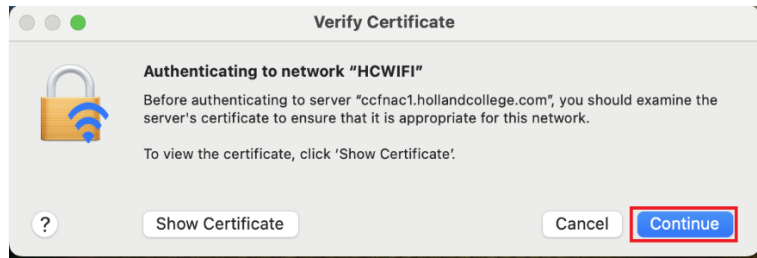 Verify Certificate
Authenticating to network “HCWIFI”
Before authenticating to server “ccfnac1.hollandcollege.com”, you should examine the
server's certificate to ensure that it is appropriate for this network.
To view the certificate, click ‘Show Certificate’.
? Show Certificate Cancel Continue